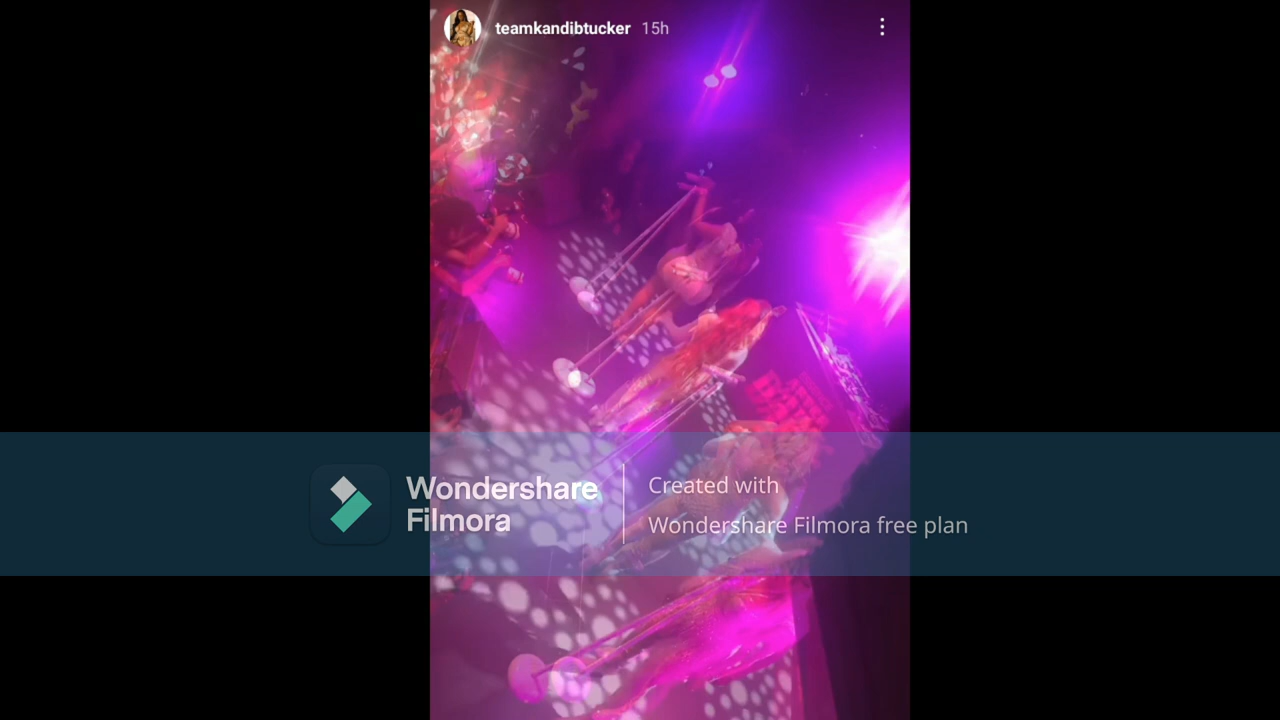 teamkandibtucker 15h
Wondershare
Filmora
Created with
Wondershare Filmora free plan